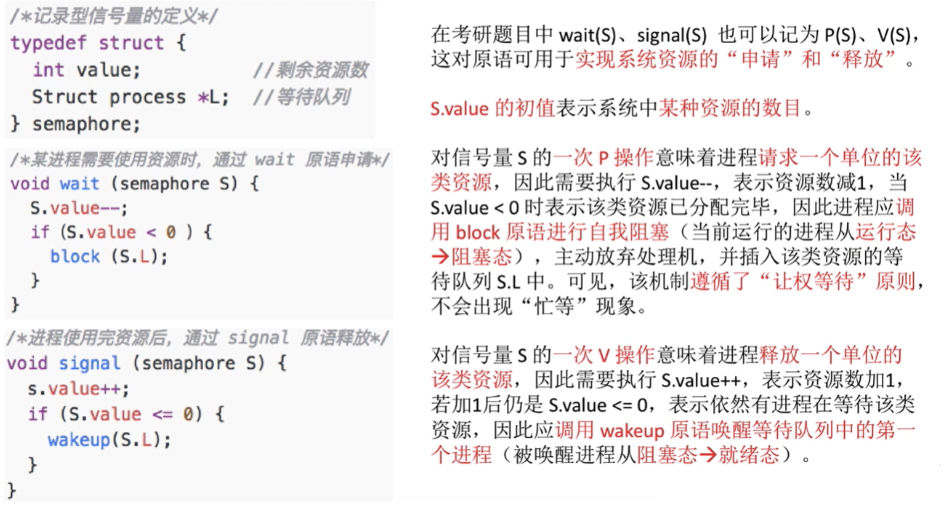 /*记录型信号量的定义*/
typedef struct {
int value; //剩余资源数
Struct process *L; //等待队列
} semaphore;
/*某进程需要使用资源时，通过 wait 原语申请*/
void wait (semaphore S) {
S.value--;
if (S.value < 0 ) {
block (S.L);
}
}
/*进程使用完资源后，通过 signal 原语释放*/
void signal (semaphore S) {
s.value++;
if (S.value <= 0) {
wakeup(S.L);
}
}
在考研题目中 wait(S)、signal(S) 也可以记为 P(S)、V(S)，
这对原语可用于实现系统资源的“申请”和“释放”。
S.value 的初值表示系统中某种资源的数目。
对信号量 S 的一次 P 操作意味着进程请求一个单位的该
类资源，因此需要执行 S.value--，表示资源数减1，当
S.value < 0 时表示该类资源已分配完毕，因此进程应调
用 block 原语进行自我阻塞（当前运行的进程从运行态
→阻塞态），主动放弃处理机，并插入该类资源的等
待队列 S.L 中。可见，该机制遵循了“让权等待”原则，
不会出现“忙等”现象。
对信号量 S 的一次 V 操作意味着进程释放一个单位的
该类资源，因此需要执行 S.value++，表示资源数加1，
若加1后仍是 S.value <= 0，表示依然有进程在等待该类
资源，因此应调用 wakeup 原语唤醒等待队列中的第一
个进程（被唤醒进程从阻塞态→就绪态）。